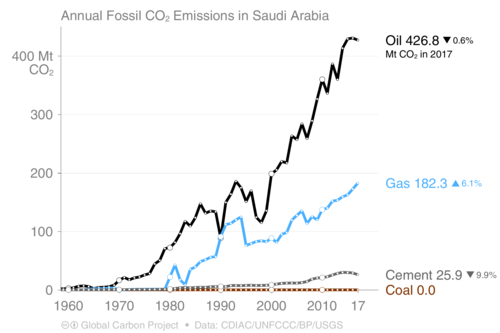 Annual Fossil CO₂ Emissions in Saudi Arabia
400 Mt
CO₂
300
200
100
0
1960
1970
1980
1990
2000
2010
17
Oil 426.8 ▼0.6%
Mt CO₂ in 2017
Gas 182.3 ▲6.1%
Cement 25.9 ▼9.9%
Coal 0.0
Global Carbon Project • Data: CDIAC/UNFCCC/BP/USGS